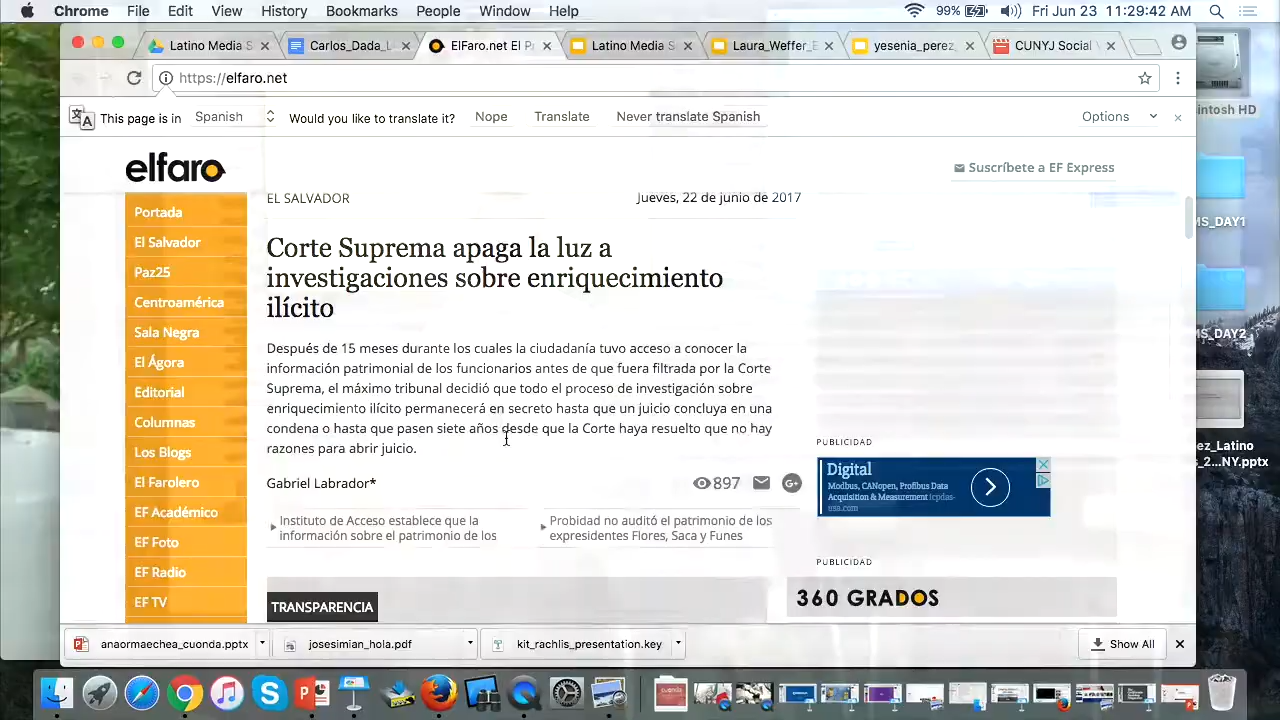 Chrome File Edit View History Bookmarks People Window Help 99% Fri Jun 23 11:29:42 AM
Latino Media S Carlos_Dada_L ElFaro.net El P Latino Media S Laura_Weffer_E yesenia_perez CUNYJ Social
https://elfaro.net
This page is in Spanish Would you like to translate it? Nope Translate Never translate Spanish Options
elfaro
Suscríbete a EF Express
Portada
El Salvador
Paz25
Centroamérica
Sala Negra
El Ágora
Editorial
Columnas
Los Blogs
El Farolero
EF Académico
EF Foto
EF Radio
EF TV
EL SALVADOR Jueves, 22 de junio de 2017
Corte Suprema apaga la luz a
investigaciones sobre enriquecimiento
ilícito
Después de 15 meses durante los cuales la ciudadanía tuvo acceso a conocer la
información patrimonial de los funcionarios antes de que fuera filtrada por la Corte
Suprema, el máximo tribunal decidió que todo el proceso de investigación sobre
enriquecimiento ilícito permanecerá en secreto hasta que un juicio concluya en una
condena o hasta que pasen siete años desde que la Corte haya resuelto que no hay
razones para abrir juicio.
Gabriel Labrador* 897
Instituto de Acceso establece que la
información sobre el patrimonio de los
Probidad no auditó el patrimonio de los
expresidentes Flores, Saca y Funes
TRANSPARENCIA
PUBLICIDAD
Digital
Modbus, CANopen, Profibus Data
Acquisition & Measurement icpdas-
usa.com
PUBLICIDAD
360 GRADOS
intosh HD
MS_DAY1
MS_DAY2
ez_Latino
s_2...NY.pptx
anaormaechea_cuonda.pptx josesimian_hola.pdf kit_rachlis_presentation.key Show All